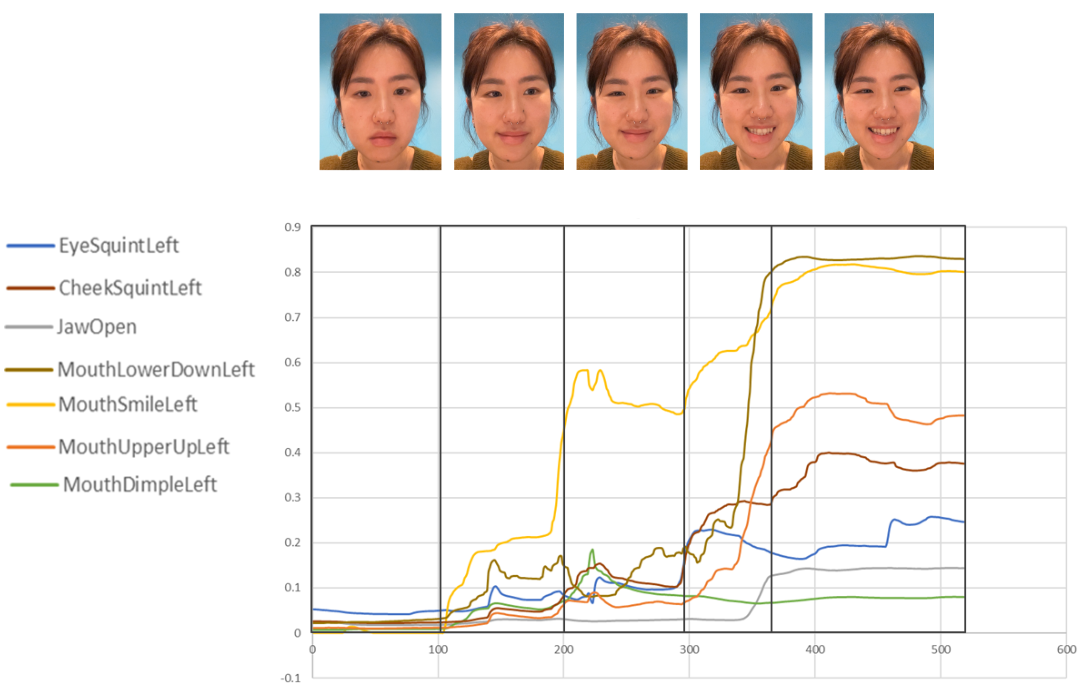 EyeSquintLeft
CheekSquintLeft
JawOpen
MouthLowerDownLeft
MouthSmileLeft
MouthUpperUpLeft
MouthDimpleLeft
0.9
0.8
0.7
0.6
0.5
0.4
0.3
0.2
0.1
0
-0.1
0 100 200 300 400 500 600